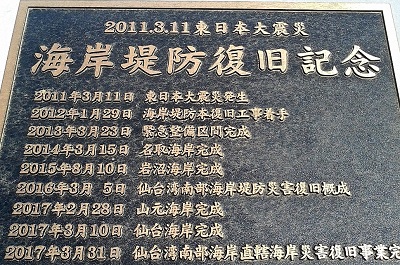 2011.3.11東日本大震災
海岸堤防復旧記念
2011年3月11日 東日本大震災発生
2012年1月29日 海岸堤防本復旧工事着手
2013年3月23日 緊急整備区間完成
2014年3月15日 名取海岸完成
2015年8月10日 岩沼海岸完成
2016年3月 5日 仙台湾南部海岸堤防災害復旧概成
2017年2月28日 山元海岸完成
2017年3月10日 仙台海岸完成
2017年3月31日 仙台湾南部海岸直轄海岸災害復旧事業完